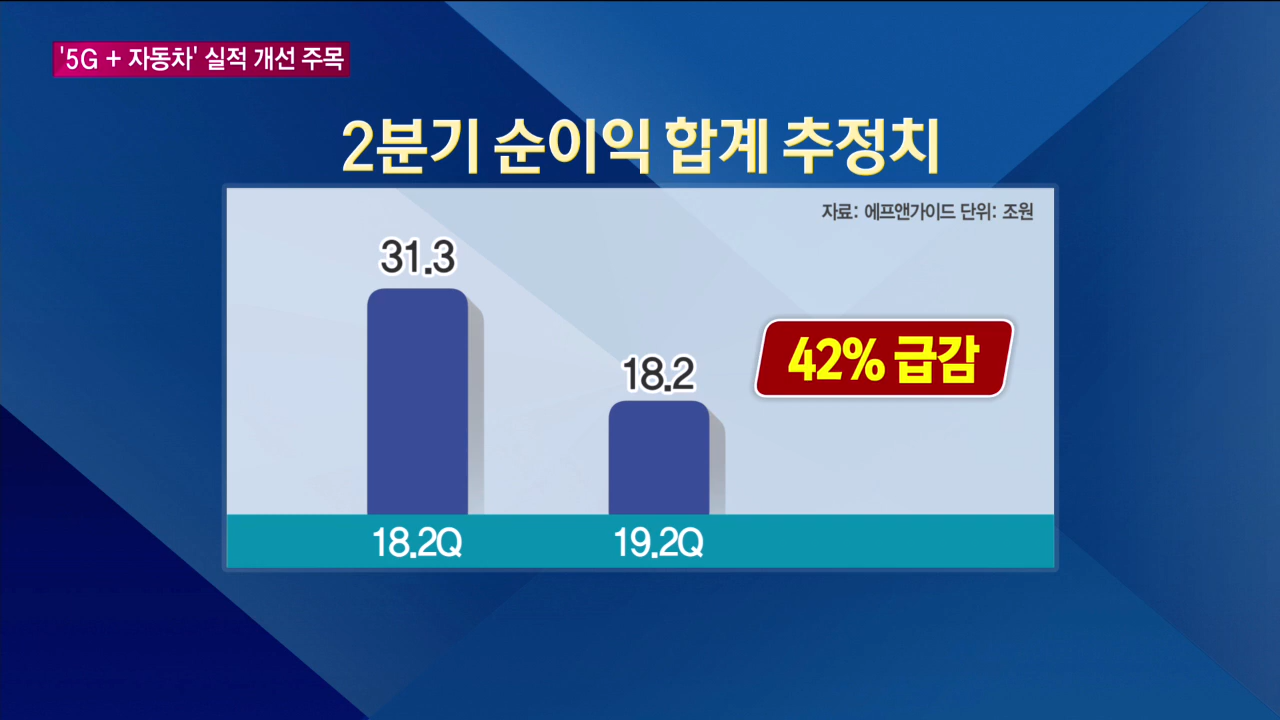 '5G + 자동차' 실적 개선 주목
2분기 순이익 합계 추정치
자료: 에프앤가이드 단위: 조원
31.3
18.2
42% 급감
18.2Q
19.2Q